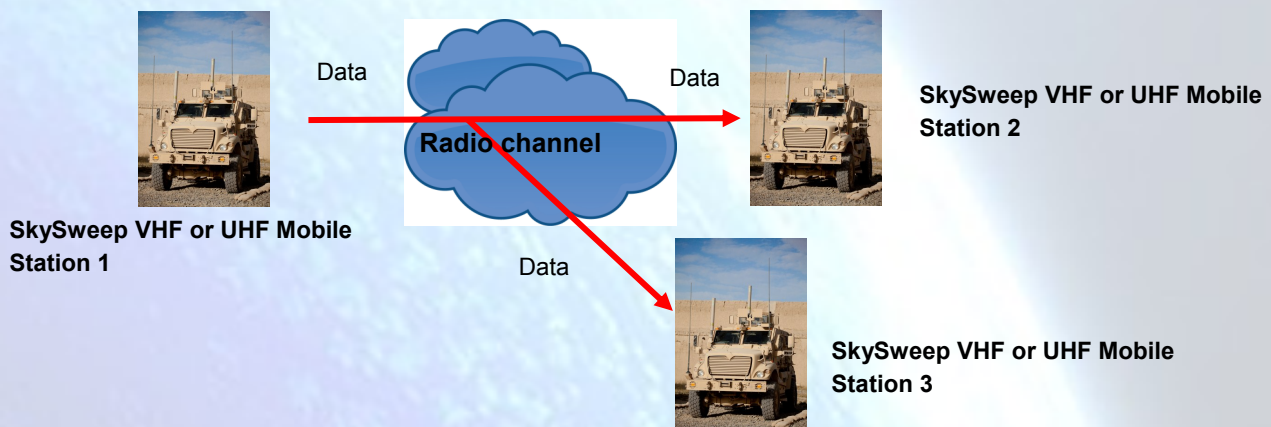 Data
Data
SkySweep VHF or UHF Mobile
Station 2
Radio channel
SkySweep VHF or UHF Mobile
Station 1
Data
SkySweep VHF or UHF Mobile
Station 3